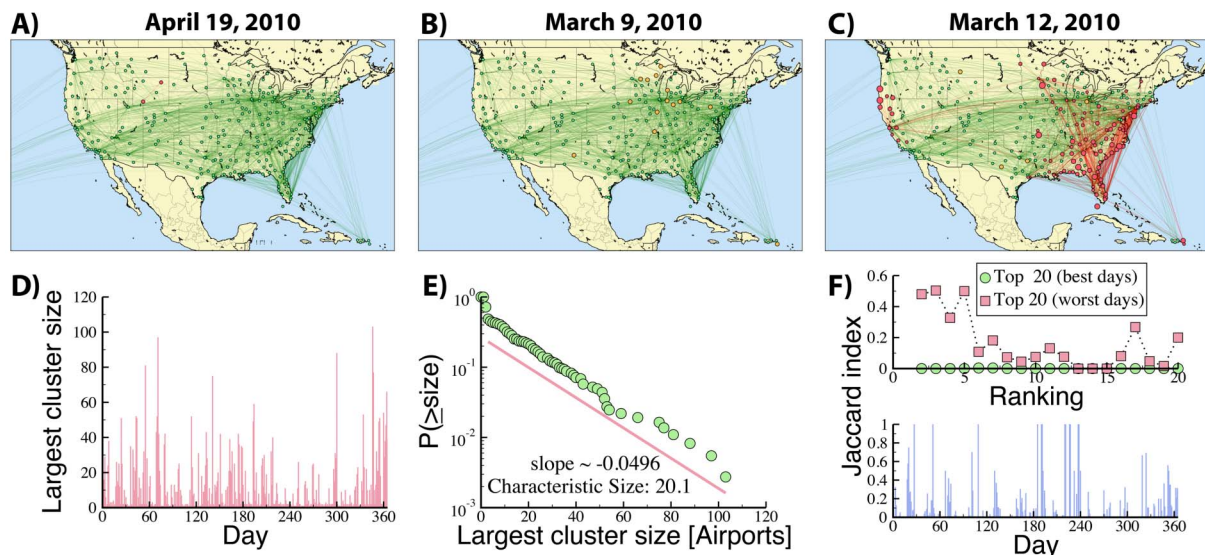 A) April 19, 2010
B) March 9, 2010
C) March 12, 2010
D)
Largest cluster size
120
100
80
60
40
20
0
0 60 120 180 240 300 360
Day
E)
P(≥size)
10^0
10^-1
10^-2
10^-3
slope ~ -0.0496
Characteristic Size: 20.1
0 20 40 60 80 100 120
Largest cluster size [Airports]
F)
Jaccard index
0.6
0.4
0.2
0
Top 20 (best days)
Top 20 (worst days)
0 5 10 15 20
Ranking
1
0.8
0.6
0.4
0.2
0
0 60 120 180 240 300 360
Day